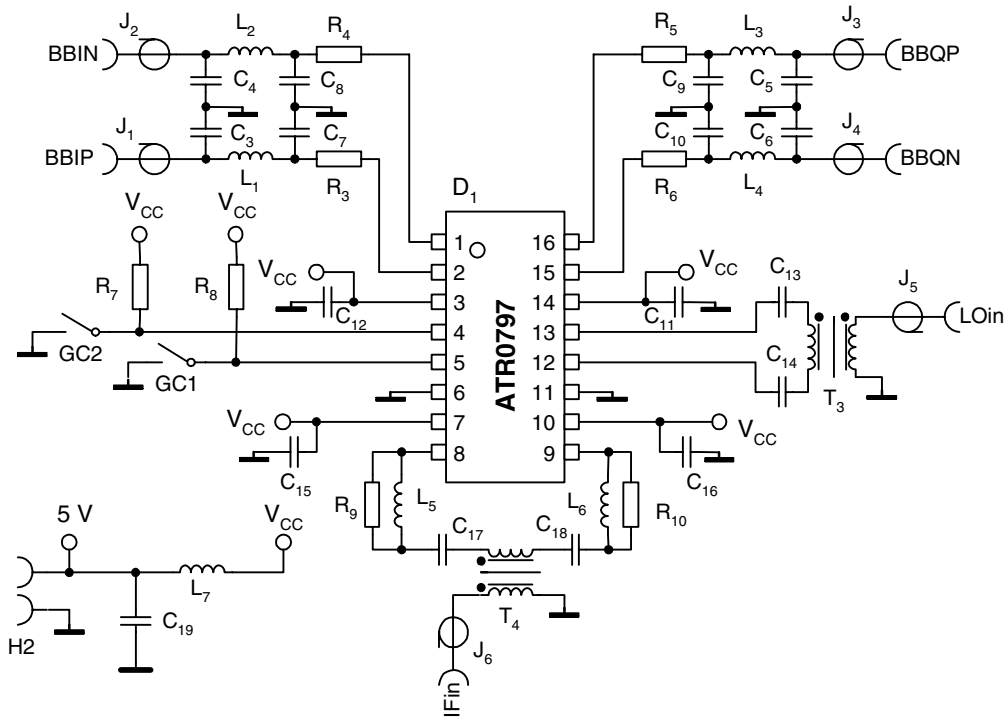 J2 L2 R4 R5 L3 J3
BBIN BBQP
C4 C8 C9 C5
J1 C3 C7 C10 C6 J4
BBIP BBQN
L1 R3 R6 L4
VCC VCC D1
1 16
2 15
VCC VCC C13
R7 R8 3 14 J5
C12 C11 LOin
4 13
GC2 C14
GC1 5 12
6 11 T3
ATR0797
VCC 7 10 VCC
8 9
C15 C16
R9 L5 L6 R10
5 V VCC C17 C18
L7
C19 T4
H2 J6
IFin